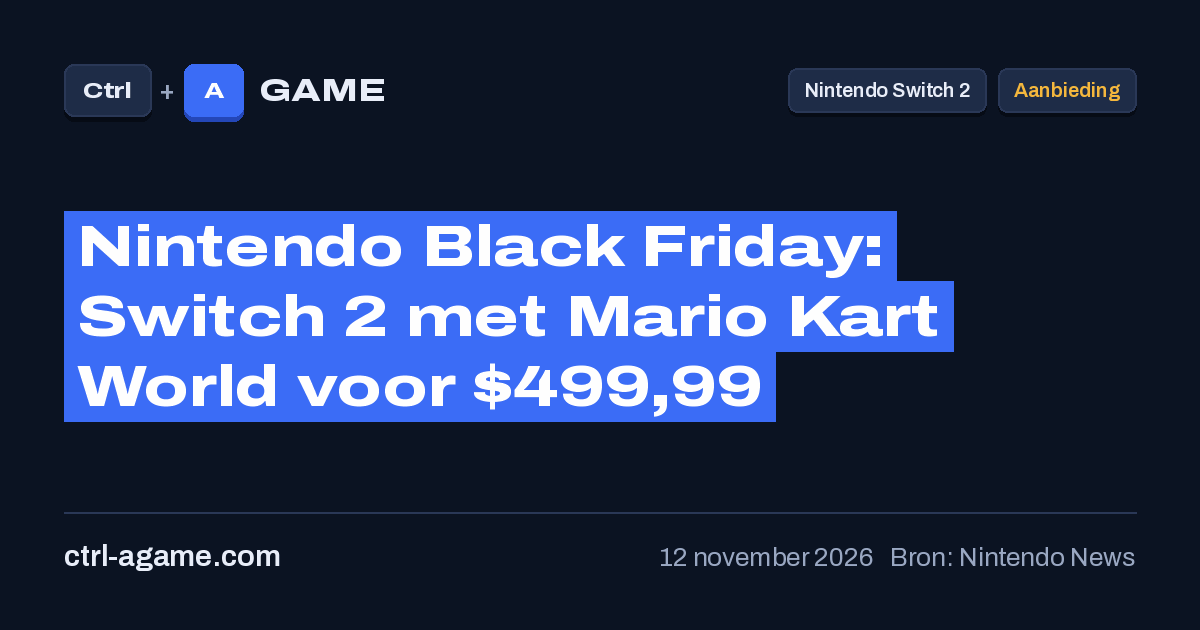 Ctrl + A GAME
Nintendo Switch 2 Aanbieding
Nintendo Black Friday:
Switch 2 met Mario Kart
World voor $499,99
ctrl-agame.com
12 november 2026 Bron: Nintendo News